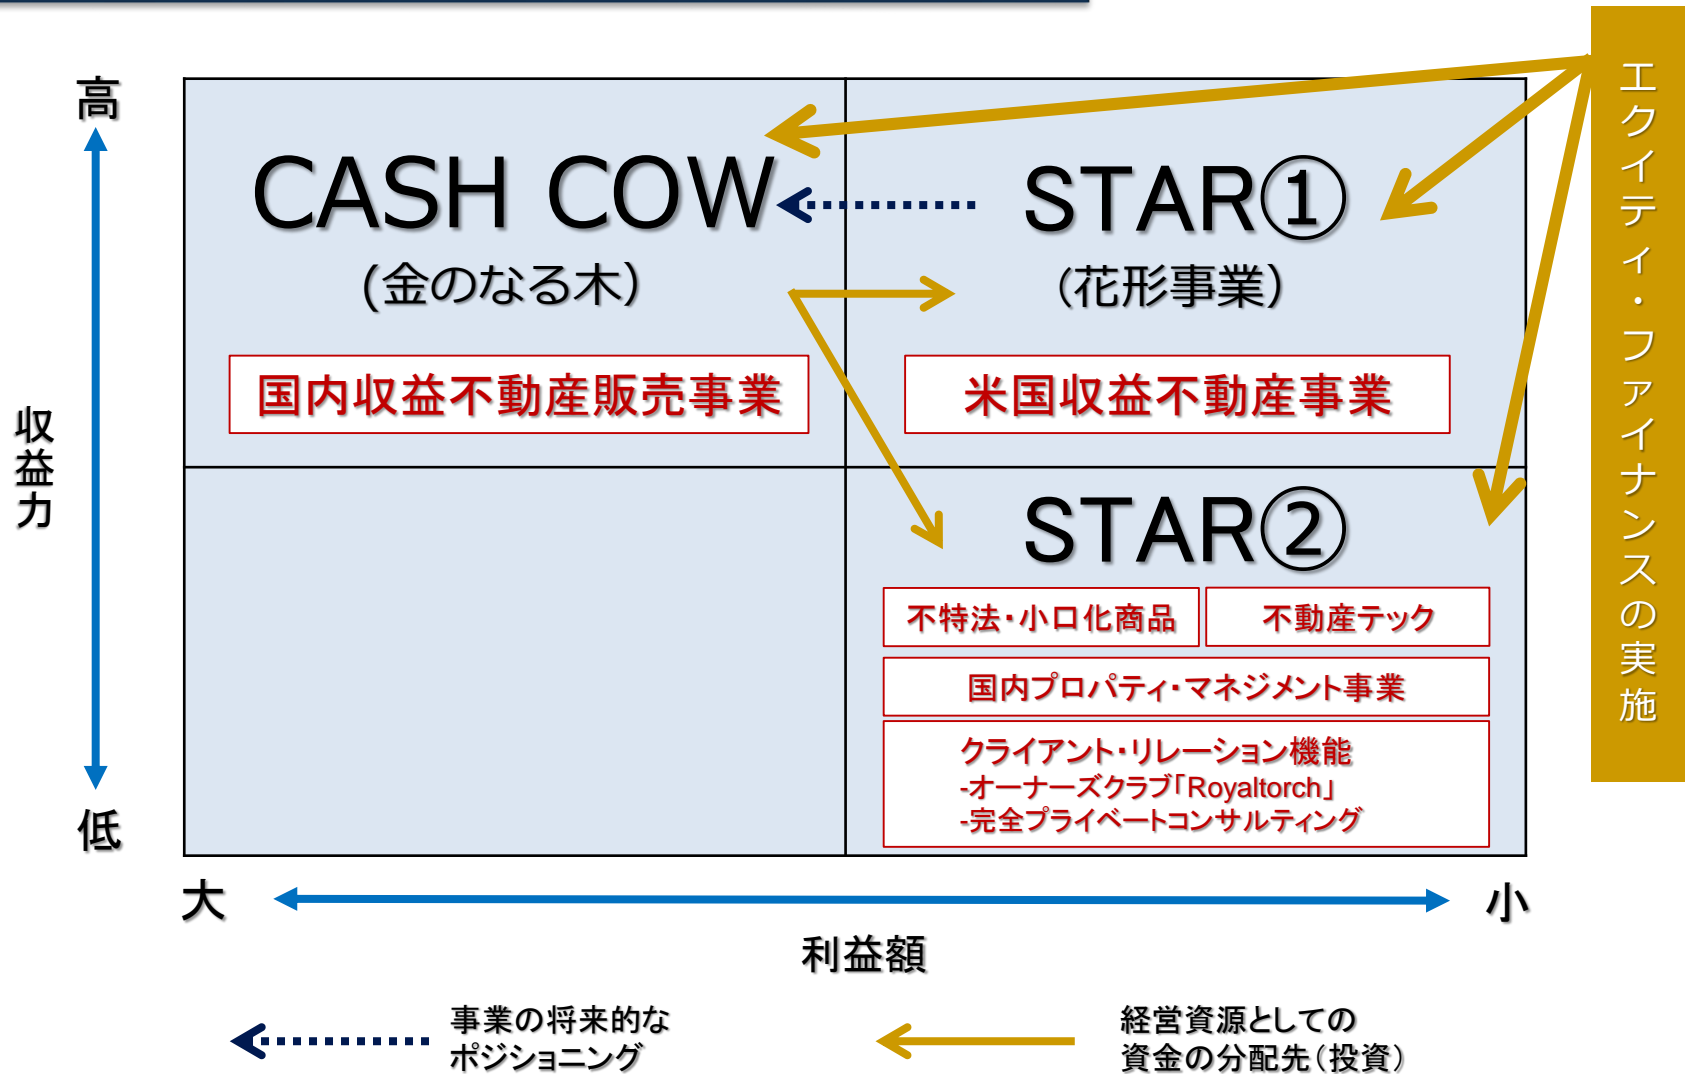 高
CASH COW
(金のなる木)
国内収益不動産販売事業
STAR①
(花形事業)
米国収益不動産事業
STAR②
不特法・小口化商品
不動産テック
国内プロパティ・マネジメント事業
クライアント・リレーション機能
-オーナーズクラブ「Royaltorch」
-完全プライベートコンサルティング
収益力
低
大
小
利益額
事業の将来的な
ポジショニング
経営資源としての
資金の分配先(投資)
エクイティ・ファイナンスの実施